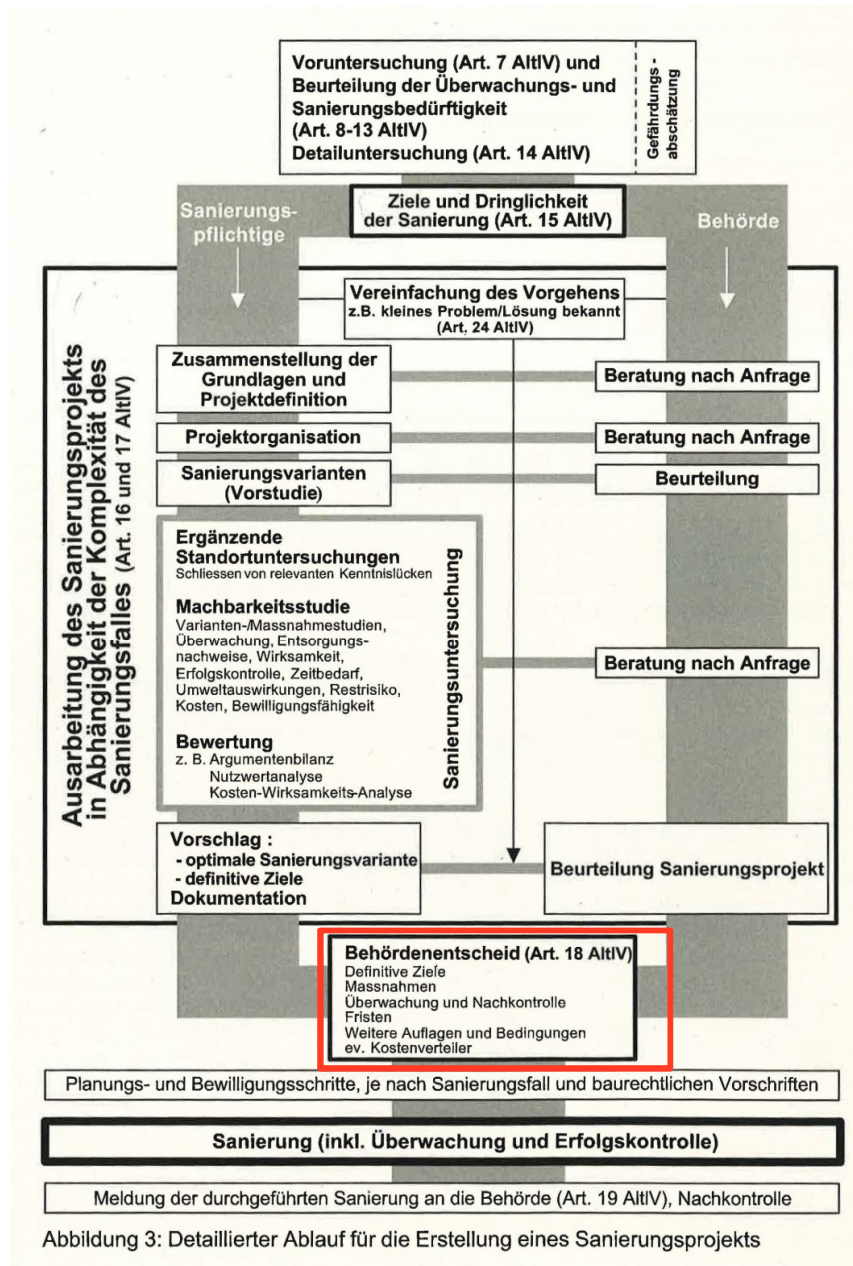 Voruntersuchung (Art. 7 AltlV) und
Beurteilung der Überwachungs- und
Sanierungsbedürftigkeit
(Art. 8-13 AltlV)
Detailuntersuchung (Art. 14 AltlV)
Gefährdungs-
abschätzung
Ziele und Dringlichkeit
der Sanierung (Art. 15 AltlV)
Sanierungs-
pflichtige
Behörde
Ausarbeitung des Sanierungsprojekts
in Abhängigkeit der Komplexität des
Sanierungsfalles (Art. 16 und 17 AltlV)
Vereinfachung des Vorgehens
z.B. kleines Problem/Lösung bekannt
(Art. 24 AltlV)
Zusammenstellung der
Grundlagen und
Projektdefinition
Beratung nach Anfrage
Projektorganisation
Beratung nach Anfrage
Sanierungsvarianten
(Vorstudie)
Beurteilung
Ergänzende
Standortuntersuchungen
Schliessen von relevanten Kenntnislücken
Machbarkeitsstudie
Varianten-/Massnahmestudien,
Überwachung, Entsorgungs-
nachweise, Wirksamkeit,
Erfolgskontrolle, Zeitbedarf,
Umweltauswirkungen, Restrisiko,
Kosten, Bewilligungsfähigkeit
Bewertung
z. B. Argumentenbilanz
Nutzwertanalyse
Kosten-Wirksamkeits-Analyse
Sanierungsuntersuchung
Beratung nach Anfrage
Vorschlag :
- optimale Sanierungsvariante
- definitive Ziele
Dokumentation
Beurteilung Sanierungsprojekt
Behördenentscheid (Art. 18 AltlV)
Definitive Ziele
Massnahmen
Überwachung und Nachkontrolle
Fristen
Weitere Auflagen und Bedingungen
ev. Kostenverteiler
Planungs- und Bewilligungsschritte, je nach Sanierungsfall und baurechtlichen Vorschriften
Sanierung (inkl. Überwachung und Erfolgskontrolle)
Meldung der durchgeführten Sanierung an die Behörde (Art. 19 AltlV), Nachkontrolle
Abbildung 3: Detaillierter Ablauf für die Erstellung eines Sanierungsprojekts